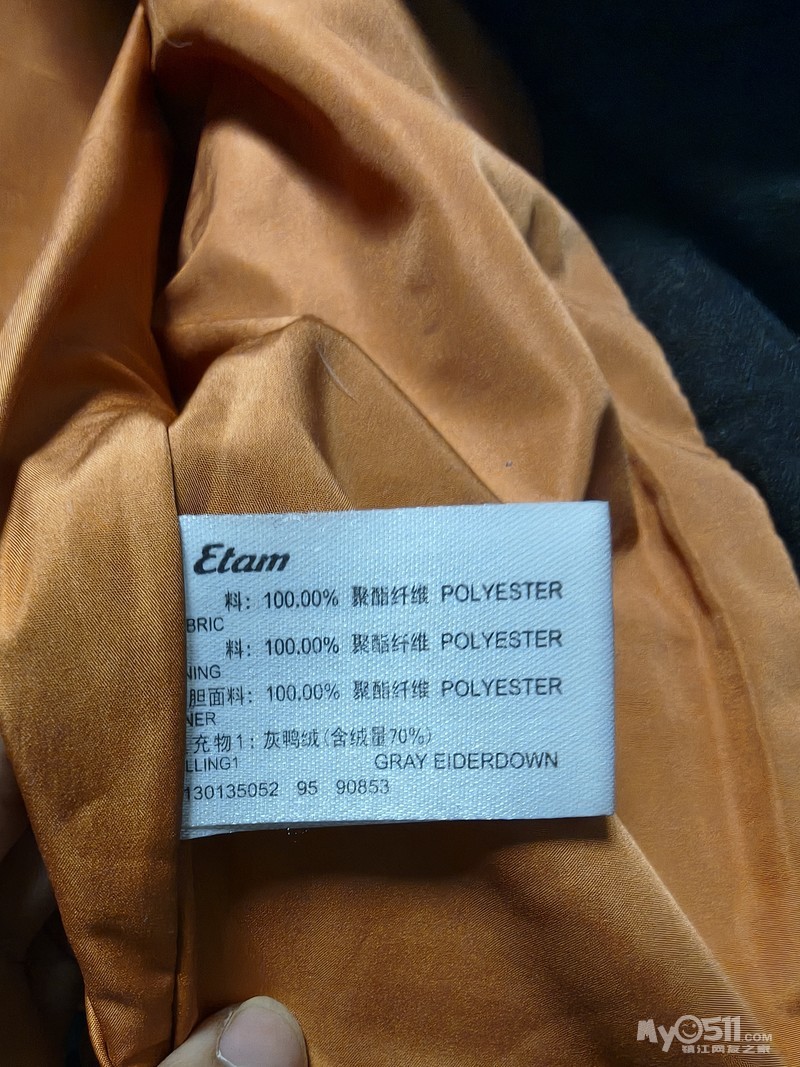 Etam
料: 100.00% 聚酯纤维 POLYESTER
BRIC
料: 100.00% 聚酯纤维 POLYESTER
NING
胆面料: 100.00% 聚酯纤维 POLYESTER
NER
充物1: 灰鸭绒(含绒量70%)
LLING1 GRAY EIDERDOWN
130135052 95 90853
MyO511.COM
镇江网友之家